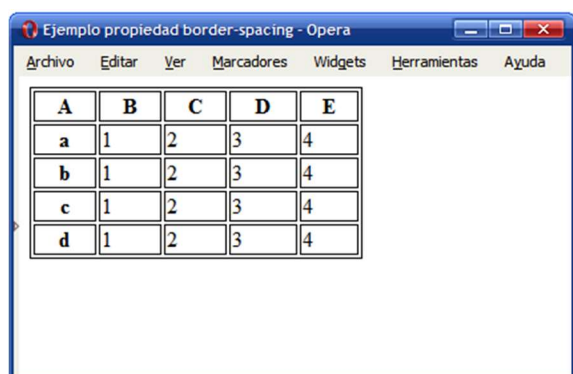 Ejemplo propiedad border-spacing - Opera
Archivo Editar Ver Marcadores Widgets Herramientas Ayuda
A B C D E
a 1 2 3 4
b 1 2 3 4
c 1 2 3 4
d 1 2 3 4